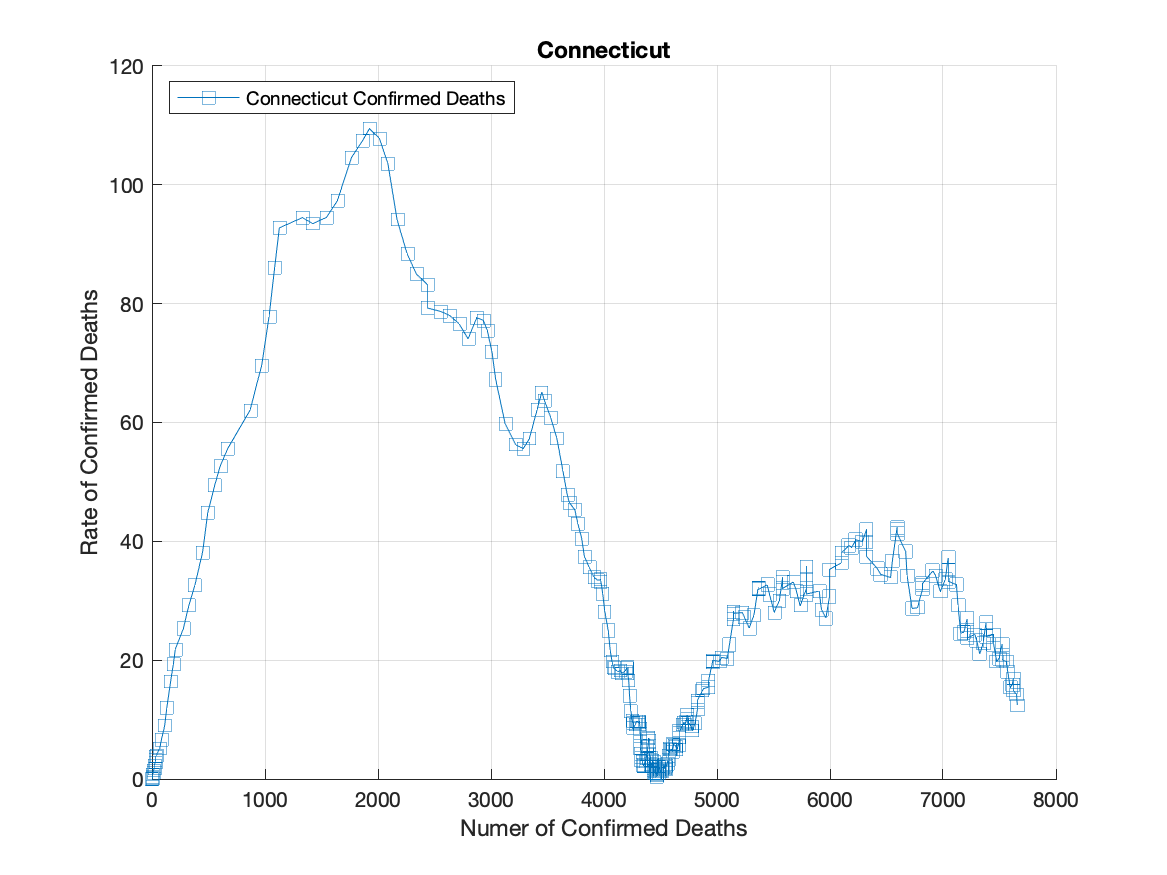 Connecticut
Connecticut Confirmed Deaths
Rate of Confirmed Deaths
120
100
80
60
40
20
0
0 1000 2000 3000 4000 5000 6000 7000 8000
Numer of Confirmed Deaths